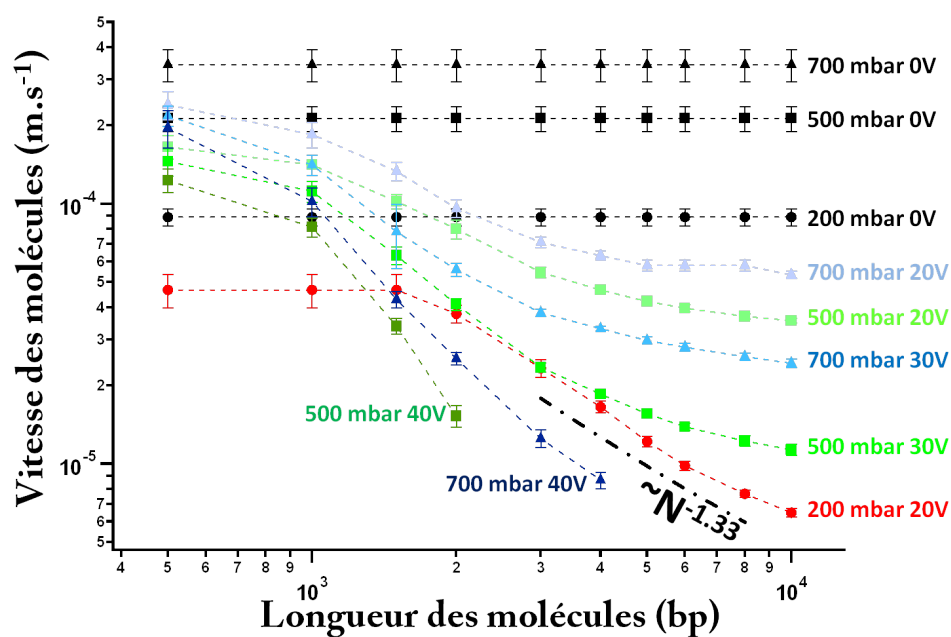 Vitesse des molécules (m.s⁻¹)
5
4
3
2
10⁻⁴
8
7
6
5
4
3
2
10⁻⁵
8
7
6
5
700 mbar 0V
500 mbar 0V
200 mbar 0V
700 mbar 20V
500 mbar 20V
700 mbar 30V
500 mbar 40V
500 mbar 30V
700 mbar 40V
200 mbar 20V
~N-1.33
4 5 6 7 8 9 10³ 2 3 4 5 6 7 8 9 10⁴
Longueur des molécules (bp)